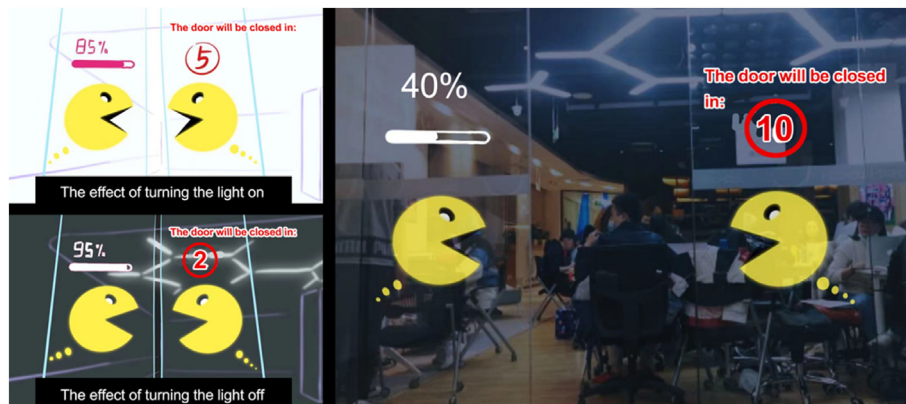 The door will be closed in:
85%
5
The effect of turning the light on
The door will be closed in:
95%
2
The effect of turning the light off
40%
The door will be closed
in:
10